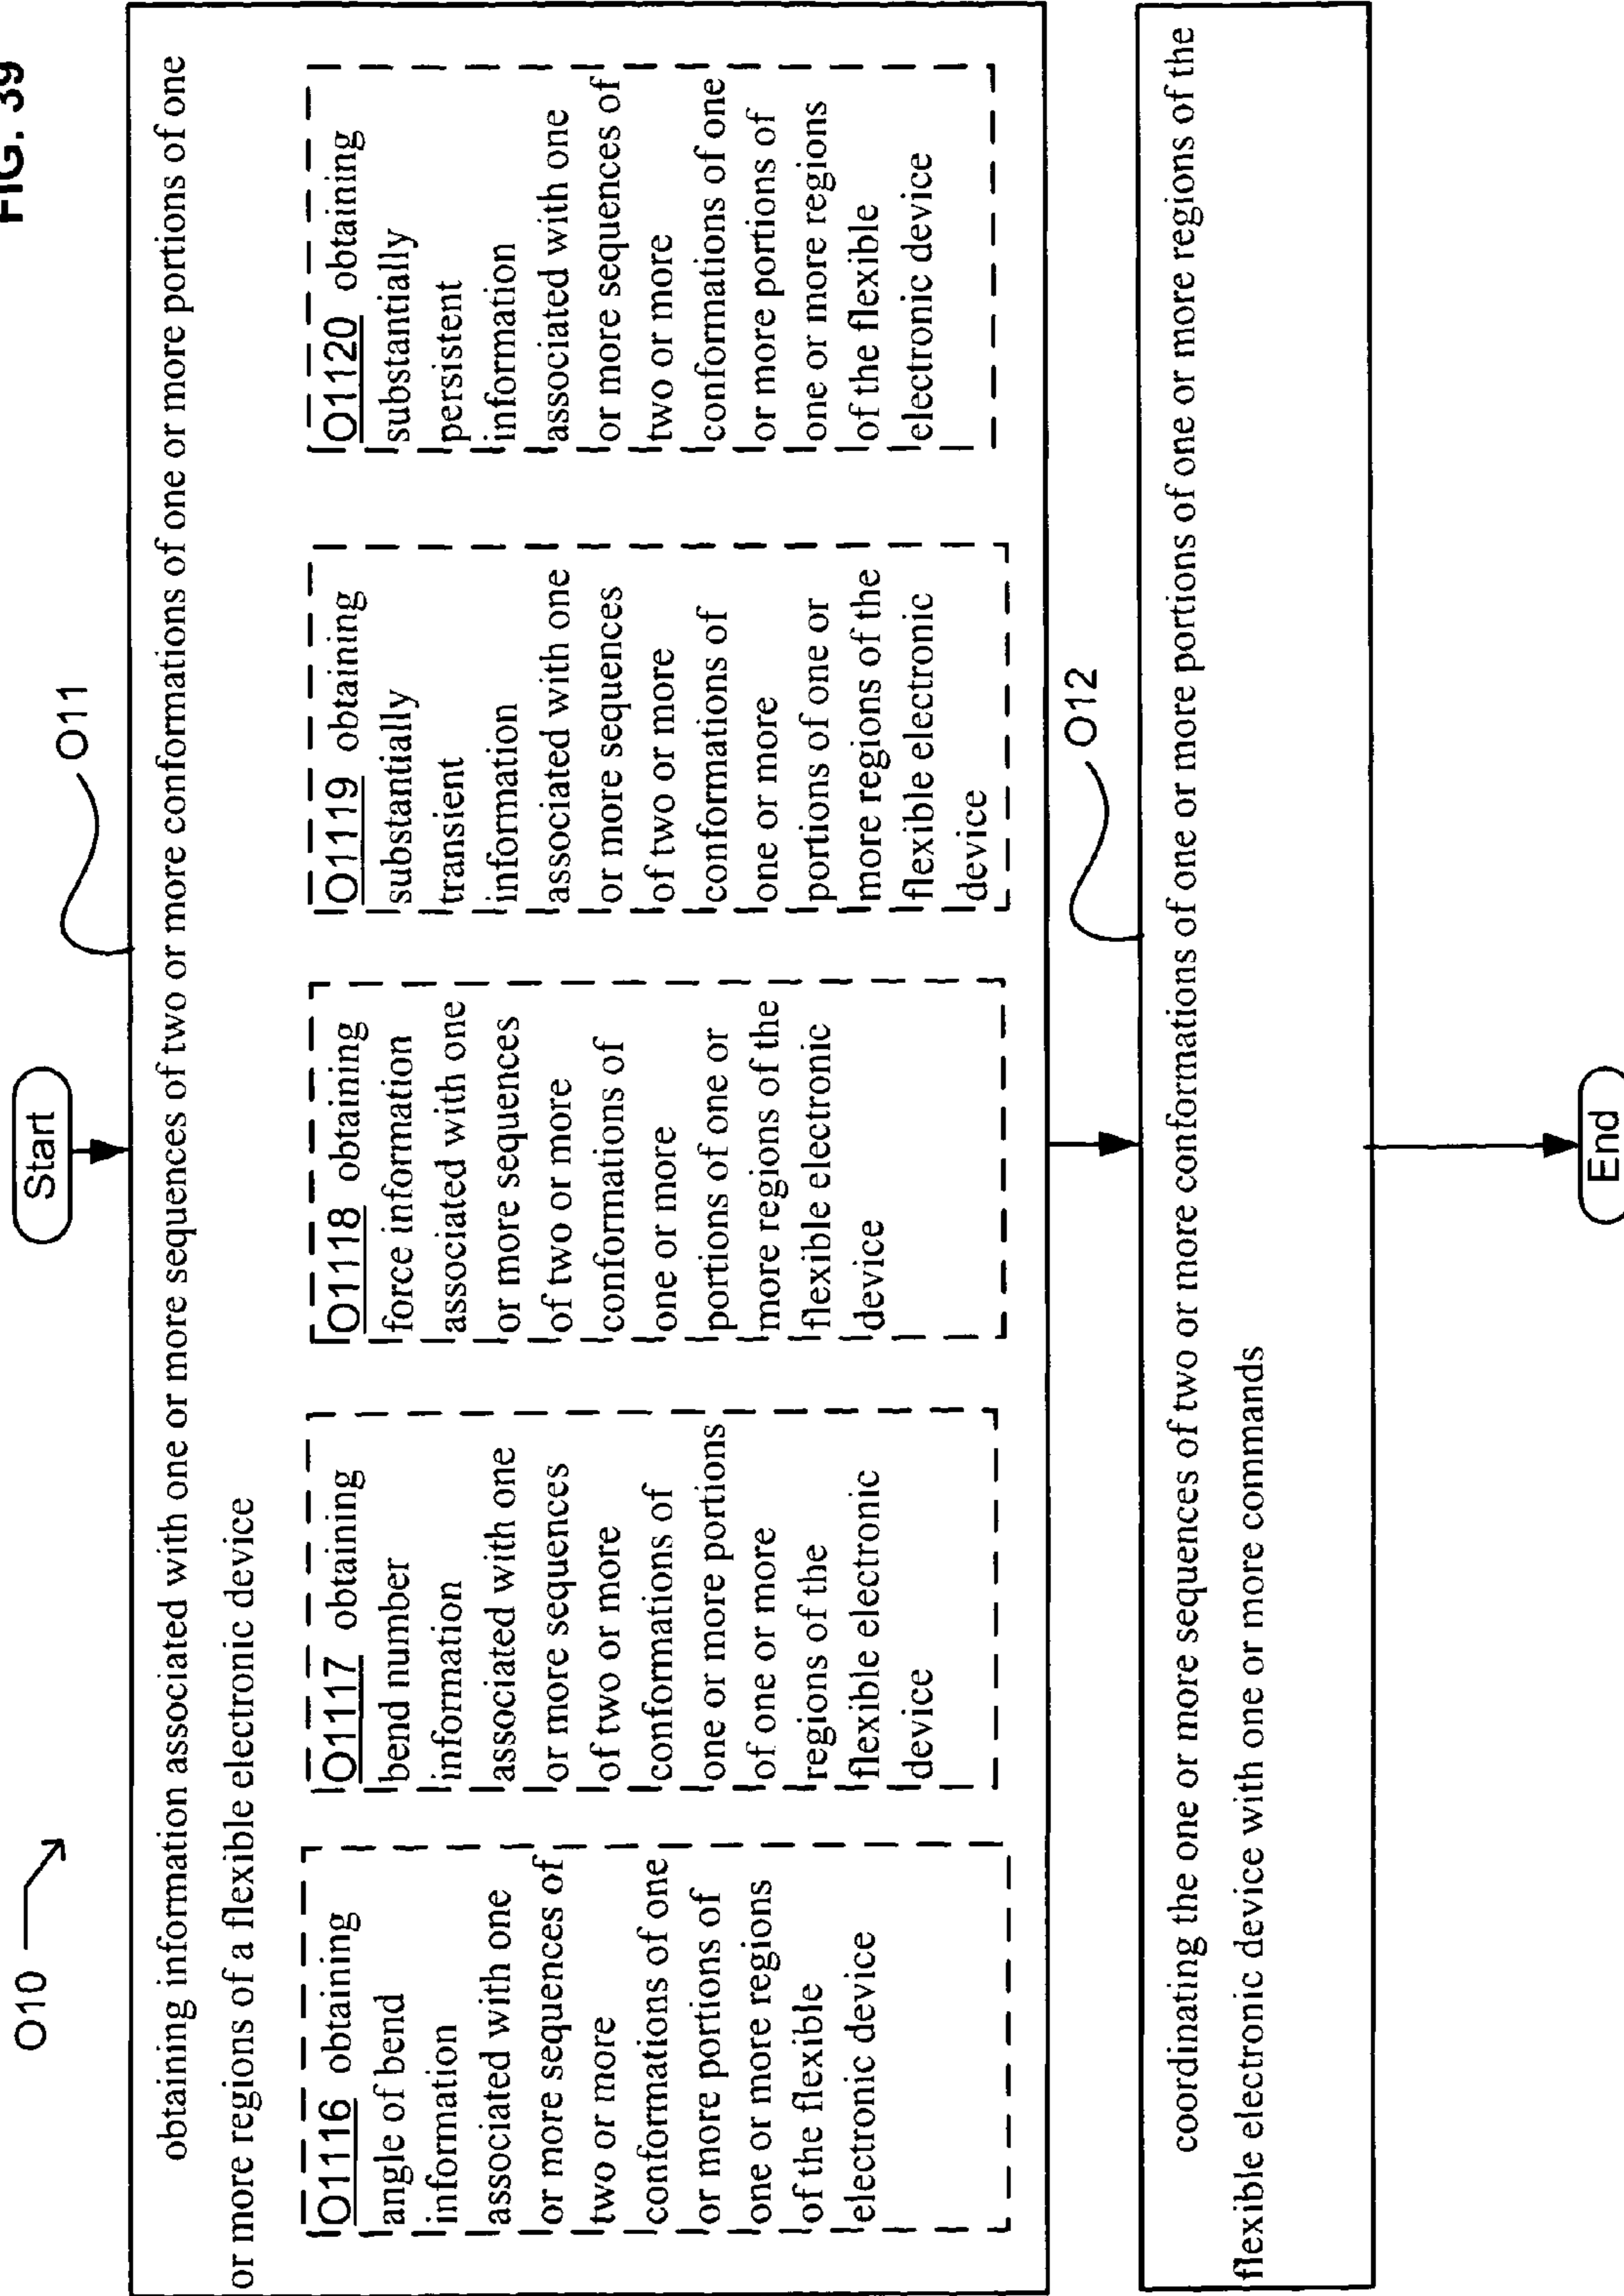 FIG. 39
O10
Start
O11
obtaining information associated with one or more sequences of two or more conformations of one or more portions of one
or more regions of a flexible electronic device
O1116 obtaining
angle of bend
information
associated with one
or more sequences of
two or more
conformations of one
or more portions of
one or more regions
of the flexible
electronic device
O1117 obtaining
bend number
information
associated with one
or more sequences
of two or more
conformations of
one or more portions
of one or more
regions of the
flexible electronic
device
O1118 obtaining
force information
associated with one
or more sequences
of two or more
conformations of
one or more
portions of one or
more regions of the
flexible electronic
device
O1119 obtaining
substantially
transient
information
associated with one
or more sequences
of two or more
conformations of
one or more
portions of one or
more regions of the
flexible electronic
device
O1120 obtaining
substantially
persistent
information
associated with one
or more sequences of
two or more
conformations of one
or more portions of
one or more regions
of the flexible
electronic device
O12
coordinating the one or more sequences of two or more conformations of one or more portions of one or more regions of the
flexible electronic device with one or more commands
End